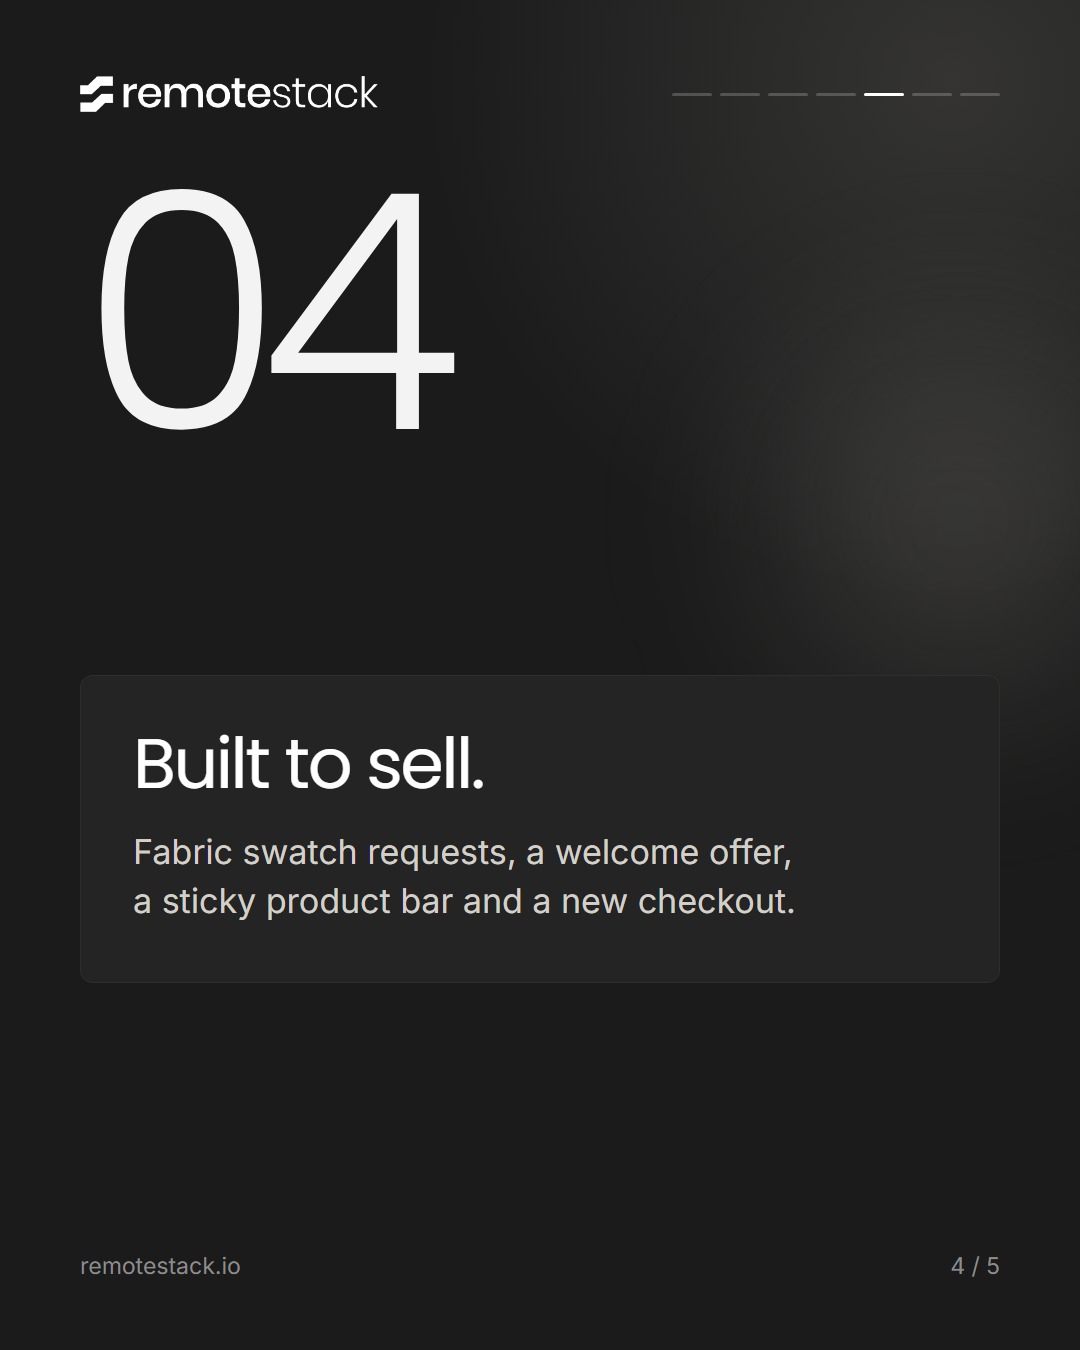 remotestack
04
Built to sell.
Fabric swatch requests, a welcome offer,
a sticky product bar and a new checkout.
remotestack.io
4 / 5